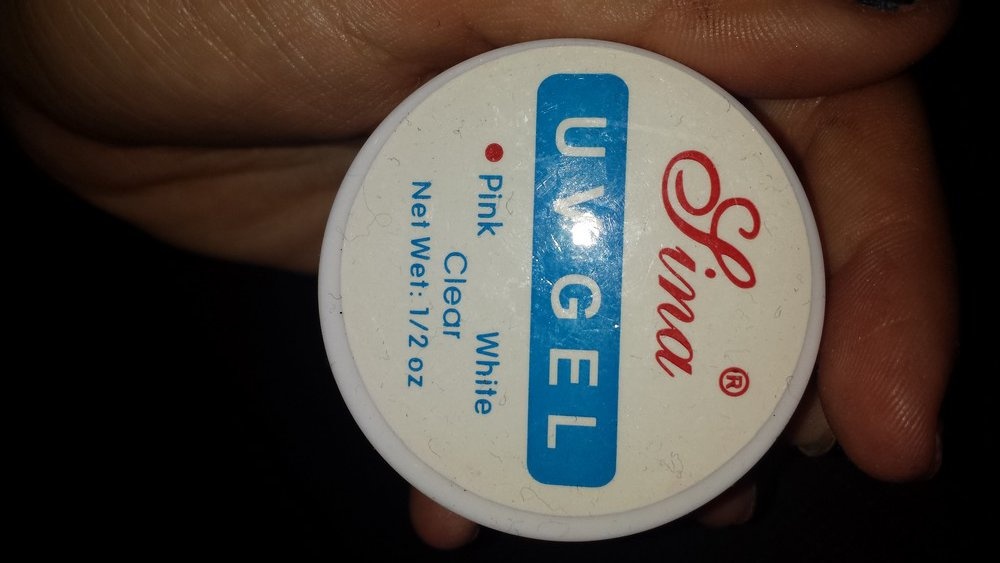 Sina ®
UV GEL
• Pink White
Clear
Net Wet: 1/2 oz